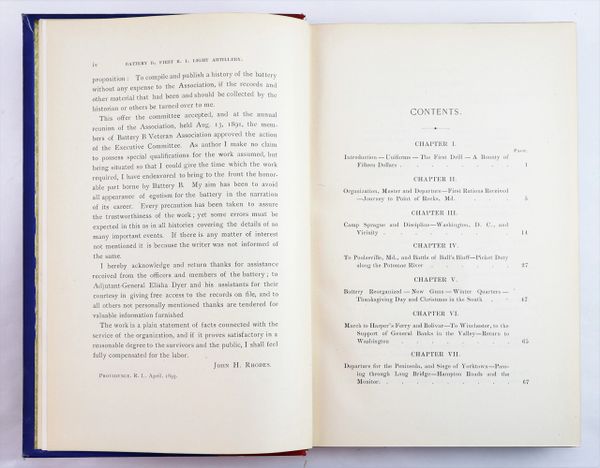 iv BATTERY B, FIRST R. I. LIGHT ARTILLERY.
proposition : To compile and publish a history of the battery
without any expense to the Association, if the records and
other material that had been and should be collected by the
historian or others be turned over to me.
This offer the committee accepted, and at the annual
reunion of the Association, held Aug. 13, 1891, the mem-
bers of Battery B Veteran Association approved the action
of the Executive Committee. As author I make no claim
to possess special qualifications for the work assumed, but
being situated so that I could give the time which the work
required, I have endeavored to bring to the front the honor-
able part borne by Battery B. My aim has been to avoid
all appearance of egotism for the battery in the narration
of its career. Every precaution has been taken to assure
the trustworthiness of the work ; yet some errors must be
expected in this as in all histories covering the details of so
many important events. If there is any matter of interest
not mentioned it is because the writer was not informed of
the same.
I hereby acknowledge and return thanks for assistance
received from the officers and members of the battery ; to
Adjutant-General Elisha Dyer and his assistants for their
courtesy in giving free access to the records on file, and to
all others not personally mentioned thanks are tendered for
valuable information furnished
The work is a plain statement of facts connected with the
service of the organization, and if it proves satisfactory in a
reasonable degree to the survivors and the public, I shall feel
fully compensated for the labor.
JOHN H. RHODES.
PROVIDENCE, R. I., April, 1894.
CONTENTS.
CHAPTER I.
PAGE.
Introduction — Uniforms — The First Drill — A Bounty of
Fifteen Dollars . . . . . . . 1
CHAPTER II.
Organization, Muster and Departure—First Rations Received
—Journey to Point of Rocks, Md. . . . . 5
CHAPTER III.
Camp Sprague and Discipline—Washington, D. C., and
Vicinity . . . . . . . . 14
CHAPTER IV.
To Poolesville, Md., and Battle of Ball's Bluff—Picket Duty
along the Potomac River . . . . . 27
CHAPTER V.
Battery Reorganized — New Guns — Winter Quarters —
Thanksgiving Day and Christmas in the South . . 47
CHAPTER VI.
March to Harper's Ferry and Bolivar—To Winchester, to the
Support of General Banks in the Valley—Return to
Washington . . . . . . . 65
CHAPTER VII.
Departure for the Peninsula, and Siege of Yorktown—Pass-
ing through Long Bridge—Hampton Roads and the
Monitor. . . . . . . . . 67